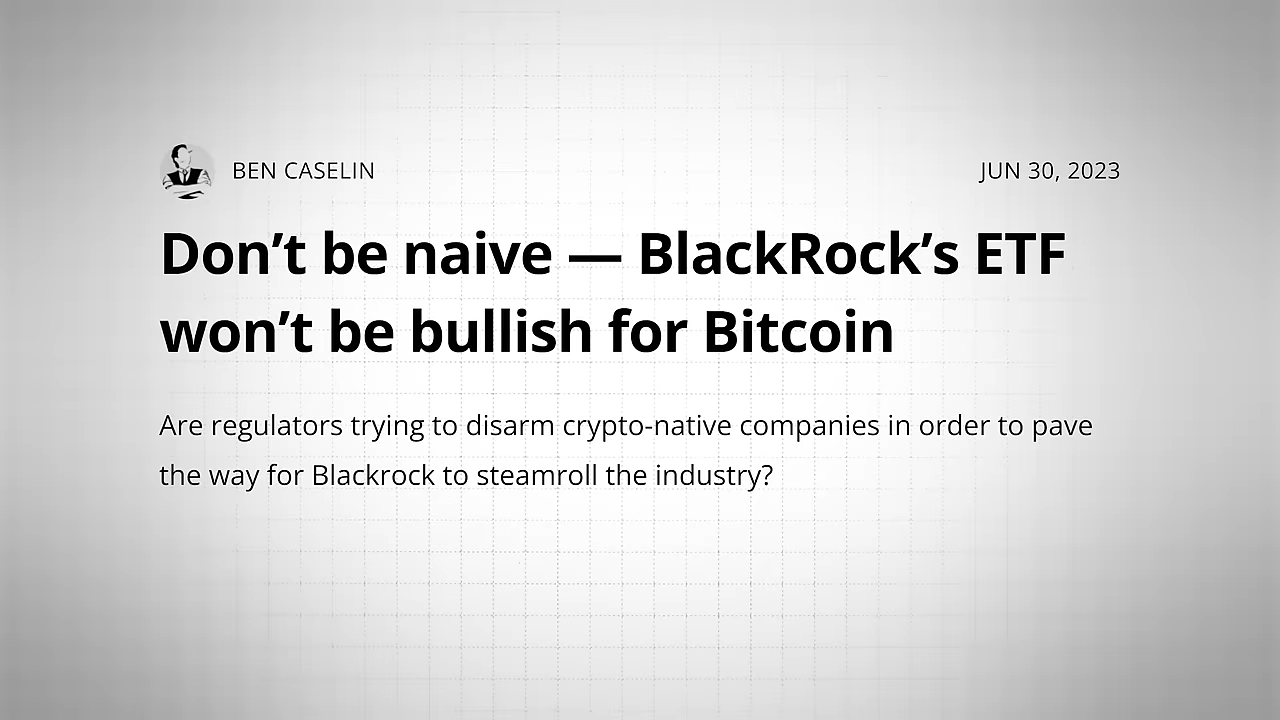 BEN CASELIN
JUN 30, 2023
Don’t be naive — BlackRock’s ETF
won’t be bullish for Bitcoin
Are regulators trying to disarm crypto-native companies in order to pave
the way for Blackrock to steamroll the industry?